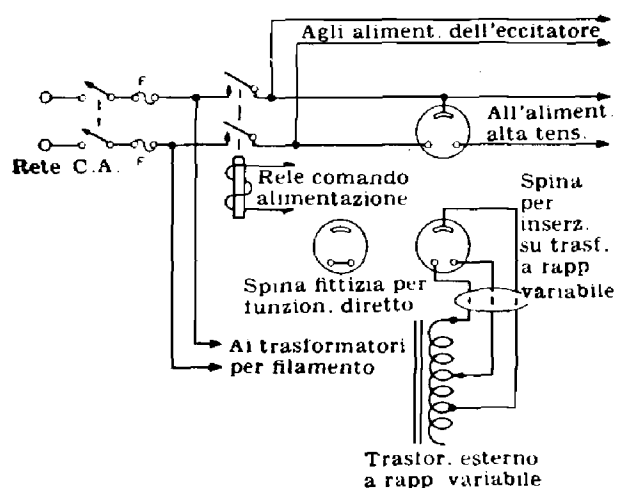 Agli aliment. dell'eccitatore
F
F
Rete C.A.
All'aliment.
alta tens.
Rele comando
alimentazione
Spina
per
inserz.
su trasf.
a rapp
variabile
Spina fittizia per
funzion. diretto
Ai trasformatori
per filamento
Trasfor. esterno
a rapp variabile